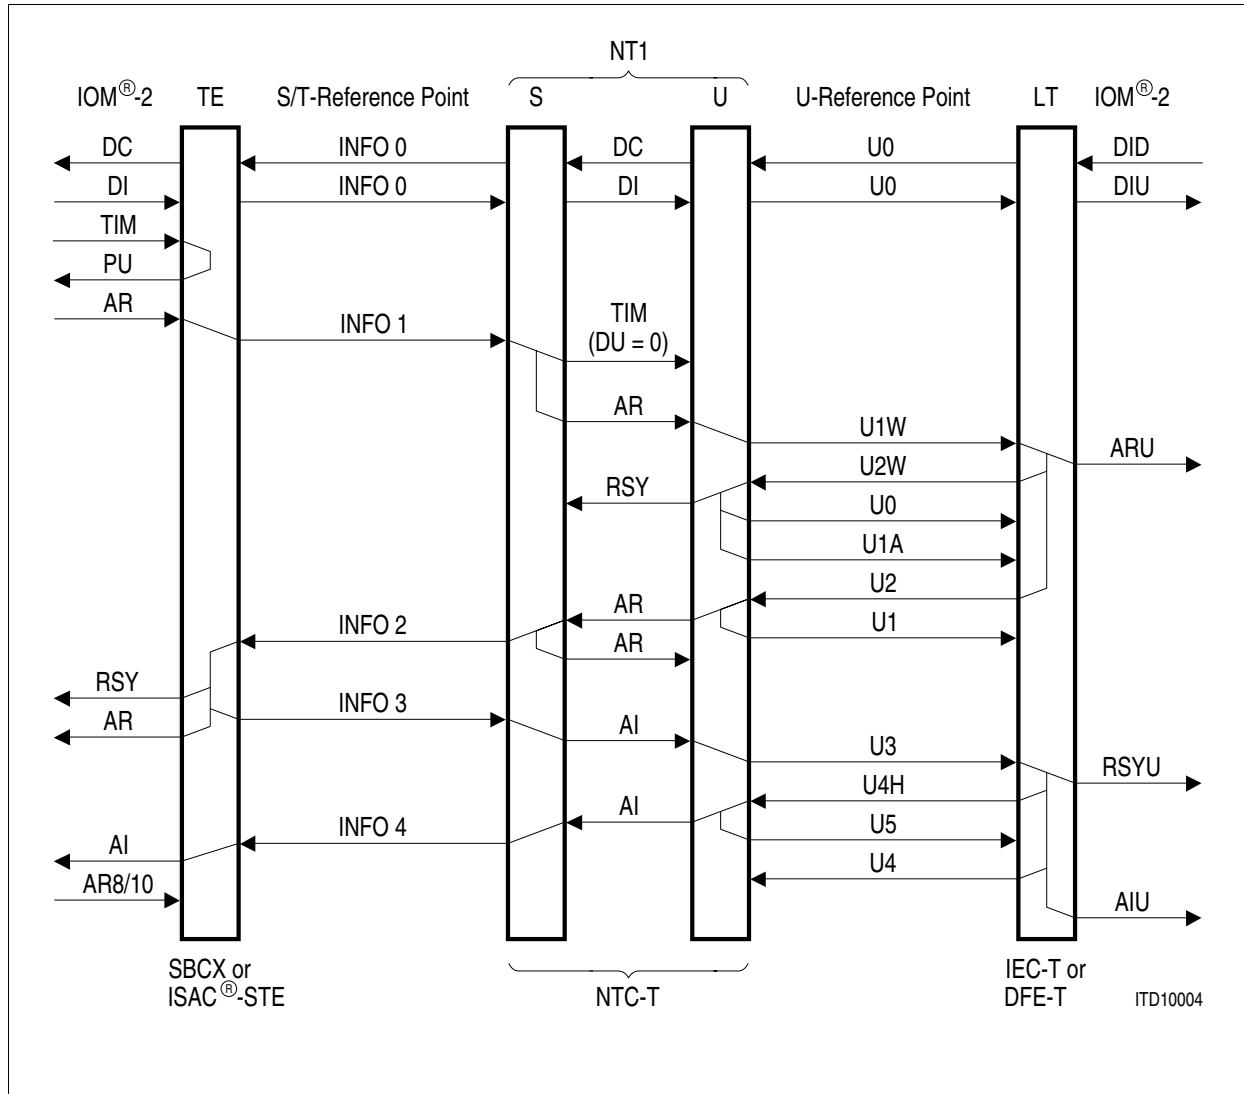 NT1
IOM®-2 TE S/T-Reference Point S U U-Reference Point LT IOM®-2
DC INFO 0 DC U0 DID
DI INFO 0 DI U0 DIU
TIM
PU
AR
INFO 1
TIM
(DU = 0)
AR
U1W
ARU
U2W
RSY
U0
U1A
U2
AR
U1
INFO 2
AR
RSY
INFO 3
AR
AI
U3
RSYU
U4H
AI
U5
INFO 4
AI
U4
AR8/10
AIU
SBCX or
ISAC®-STE
NTC-T
IEC-T or
DFE-T
ITD10004